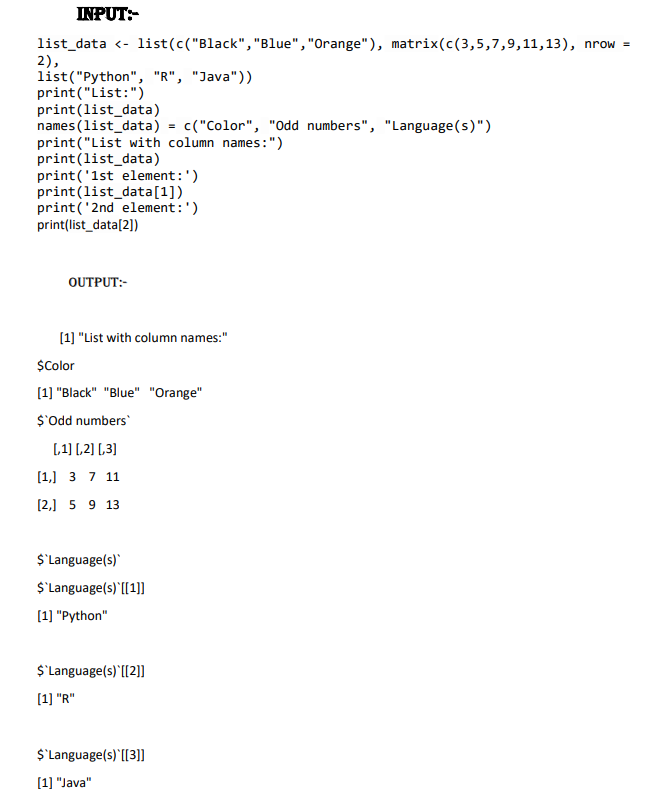 INPUT:-
list_data <- list(c("Black","Blue","Orange"), matrix(c(3,5,7,9,11,13), nrow =
2),
list("Python", "R", "Java"))
print("List:")
print(list_data)
names(list_data) = c("Color", "Odd numbers", "Language(s)")
print("List with column names:")
print(list_data)
print('1st element:')
print(list_data[1])
print('2nd element:')
print(list_data[2])
OUTPUT:-
[1] "List with column names:"
$Color
[1] "Black" "Blue" "Orange"
$`Odd numbers`
[,1] [,2] [,3]
[1,] 3 7 11
[2,] 5 9 13
$`Language(s)`
$`Language(s)`[[1]]
[1] "Python"
$`Language(s)`[[2]]
[1] "R"
$`Language(s)`[[3]]
[1] "Java"